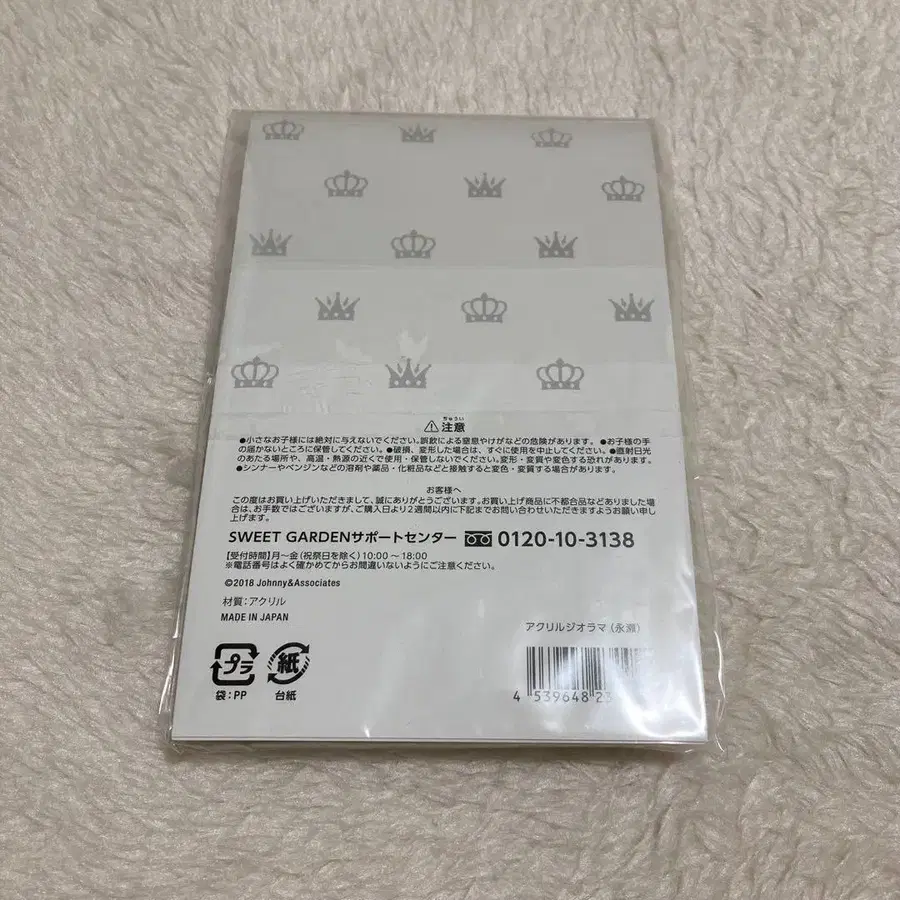 ちゅうい
⚠注意
●小さなお子様には絶対に与えないでください。誤飲による窒息やけがなどの危険があります。●お子様の手
の届かないところに保管してください。●破損、変形した場合は、すぐに使用を中止してください。●直射日光
のあたる場所や、高温・熱源の近くで使用・保管しないでください。変形・変質や変色する恐れがあります。
●シンナーやベンジンなどの溶剤や薬品・化粧品などと接触すると変色・変質する場合があります。
お客様へ
この度はお買い上げいただきまして、誠にありがとうございます。お買い上げ商品に不都合品などありました場合
は、お手数ではございますが、ご購入日より2週間以内に下記までお問い合わせいただきますようお願い申し
上げます。
SWEET GARDENサポートセンター 0120-10-3138
【受付時間】月～金(祝祭日を除く)10:00～18:00
※電話番号はよく確かめてからお間違いないようにご注意ください。
©2018 Johnny&Associates
材質:アクリル
MADE IN JAPAN
アクリルジオラマ(永瀬)
プラ 紙
袋:PP 台紙
4 539648 23